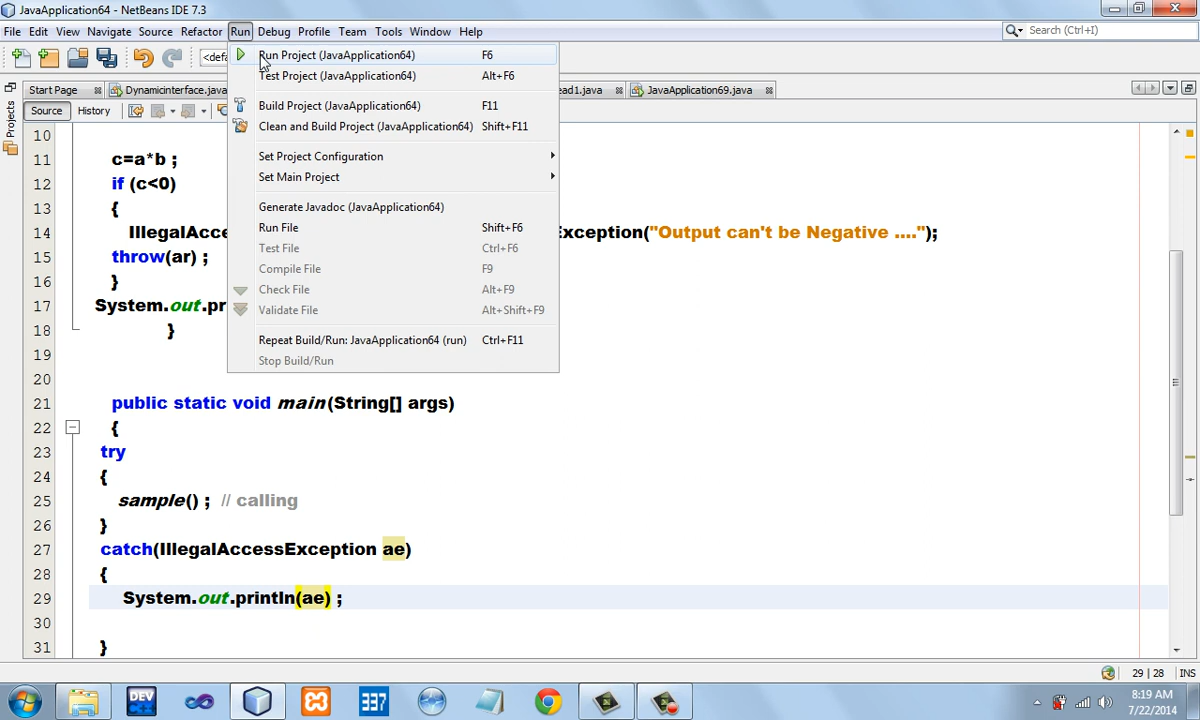 JavaApplication64 - NetBeans IDE 7.3
File Edit View Navigate Source Refactor Run Debug Profile Team Tools Window Help
Search (Ctrl+I)
<def
Start Page
Dynamicinterface.java
ead1.java
JavaApplication69.java
Source History
Projects
Run Project (JavaApplication64) F6
Test Project (JavaApplication64) Alt+F6
Build Project (JavaApplication64) F11
Clean and Build Project (JavaApplication64) Shift+F11
Set Project Configuration
Set Main Project
Generate Javadoc (JavaApplication64)
Run File Shift+F6
Test File Ctrl+F6
Compile File F9
Check File Alt+F9
Validate File Alt+Shift+F9
Repeat Build/Run: JavaApplication64 (run) Ctrl+F11
Stop Build/Run
10
11 c=a*b ;
12 if (c<0)
13 {
14 IllegalAcce xception("Output can't be Negative ....");
15 throw(ar) ;
16 }
17 System.out.pr
18 }
19
20
21 public static void main(String[] args)
22 {
23 try
24 {
25 sample() ; // calling
26 }
27 catch(IllegalAccessException ae)
28 {
29 System.out.println(ae) ;
30
31 }
29 | 28 INS
DEV
337
8:19 AM
7/22/2014